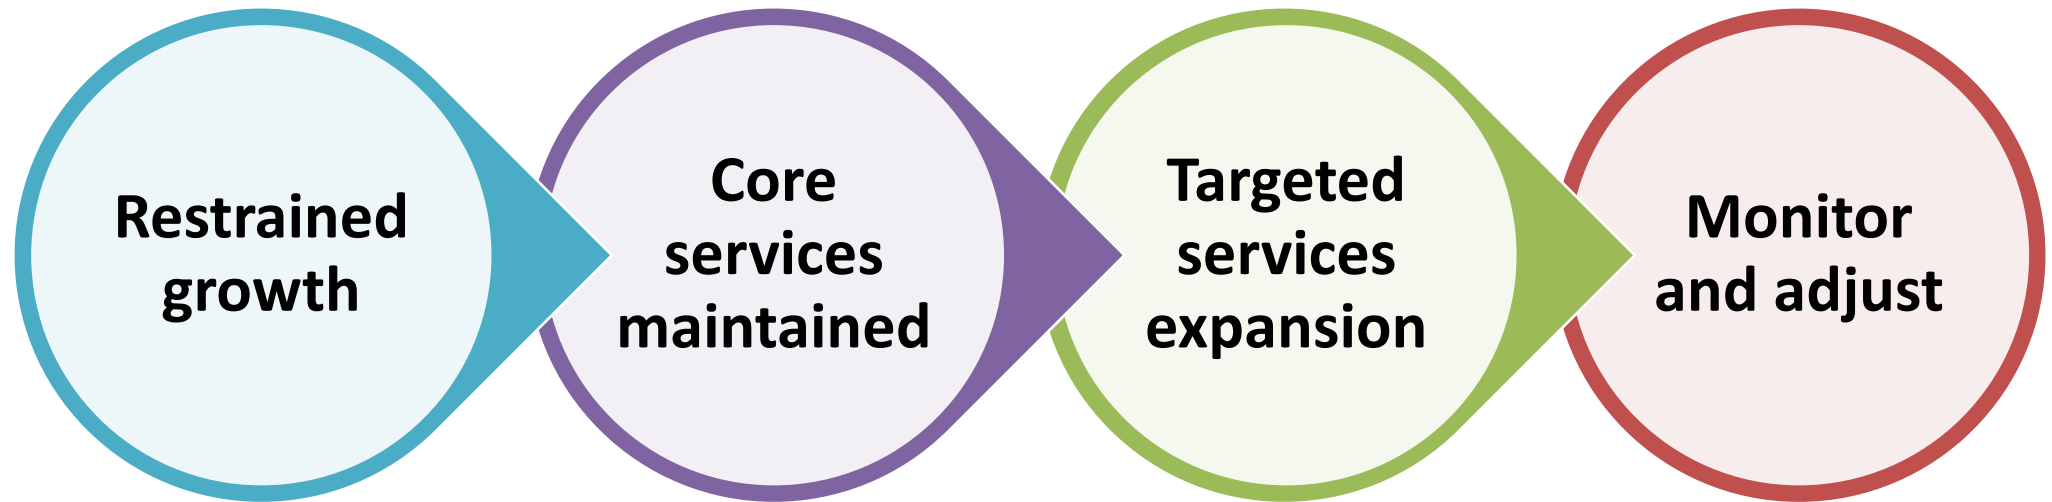 Restrained
growth
Core
services
maintained
Targeted
services
expansion
Monitor
and adjust